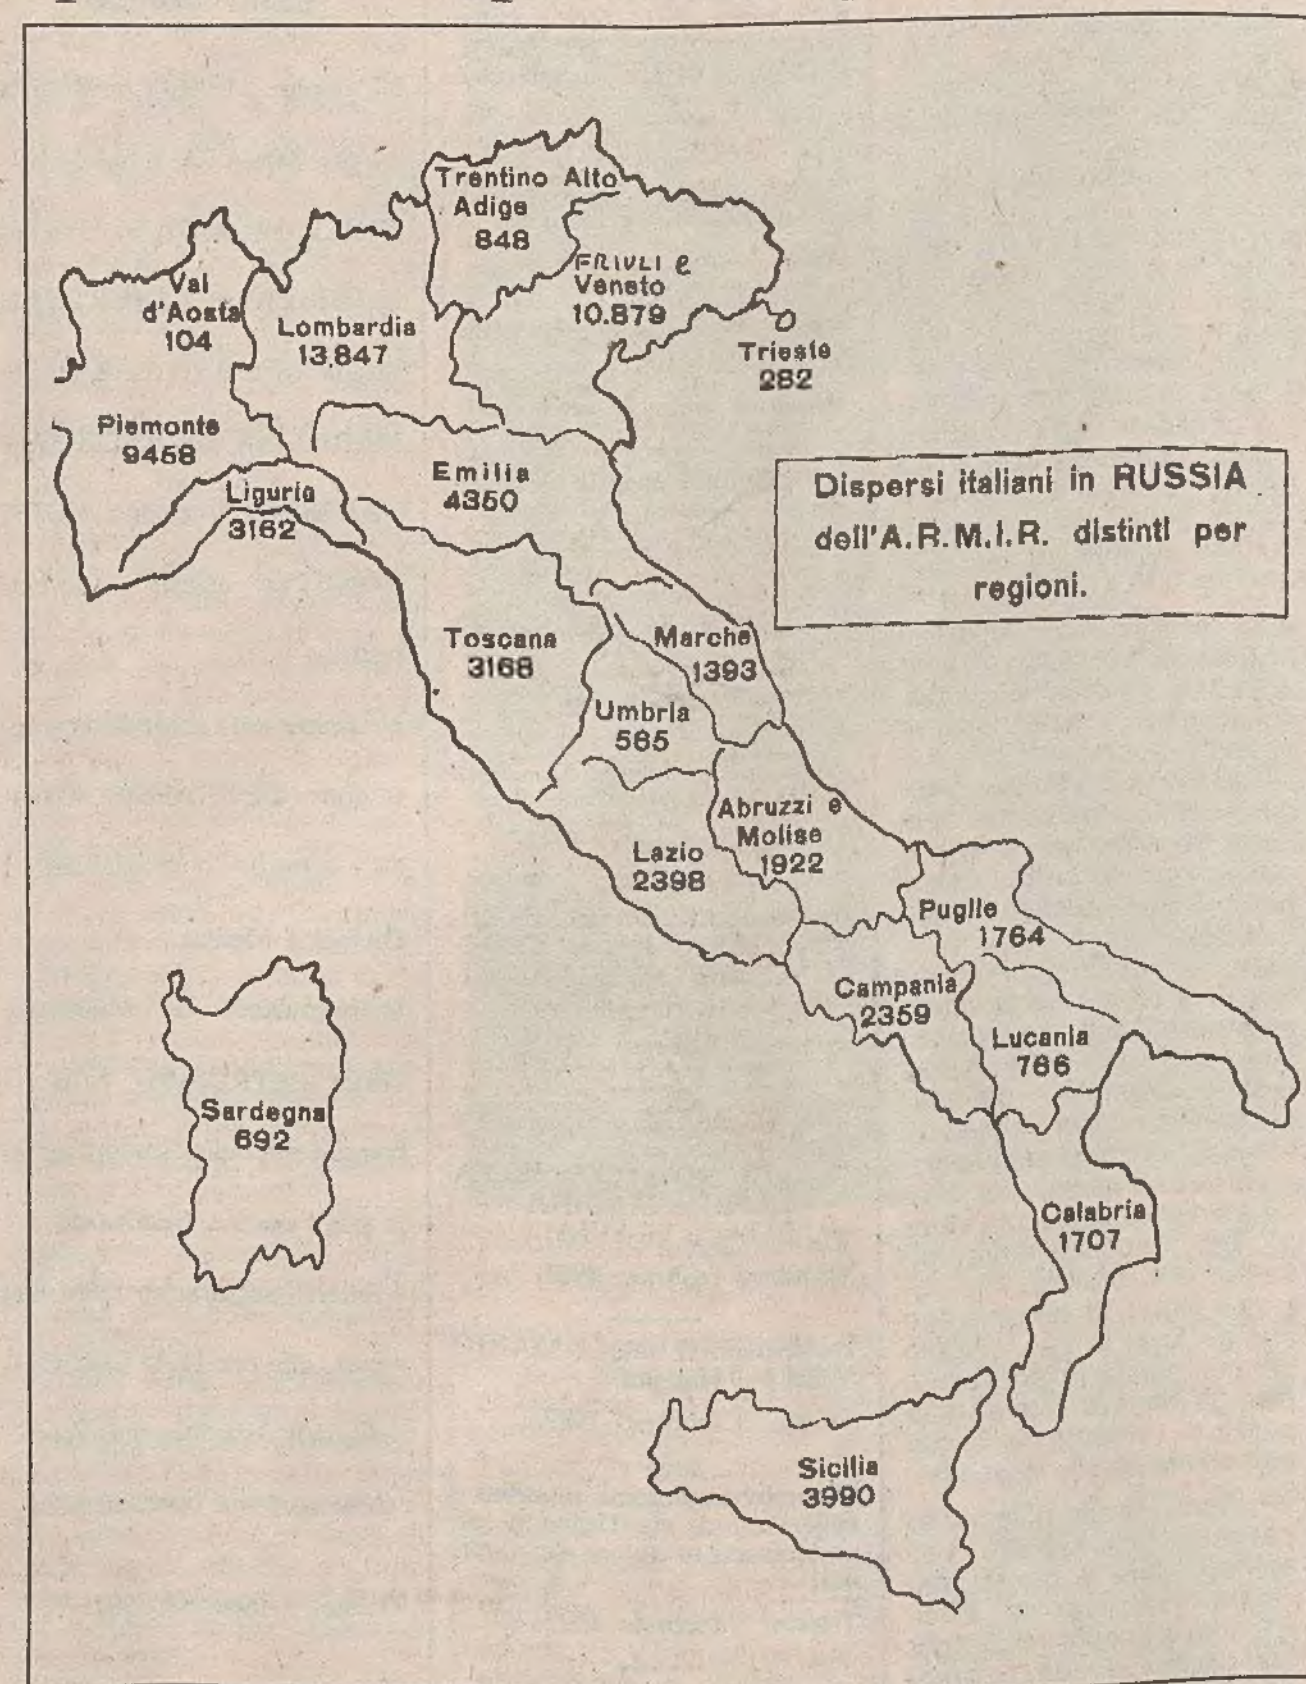 Trentino Alto
Adige
848
FRIULI e
Veneto
10.879
Val
d'Aosta
104
Lombardia
13.847
Trieste
282
Piemonte
9458
Emilia
4350
Liguria
3162
Dispersi italiani in RUSSIA
dell'A.R.M.I.R. distinti per
regioni.
Toscana
3168
Marche
1393
Umbria
565
Abruzzi e
Molise
1922
Lazio
2398
Puglie
1764
Campania
2359
Lucania
766
Sardegna
692
Calabria
1707
Sicilia
3990